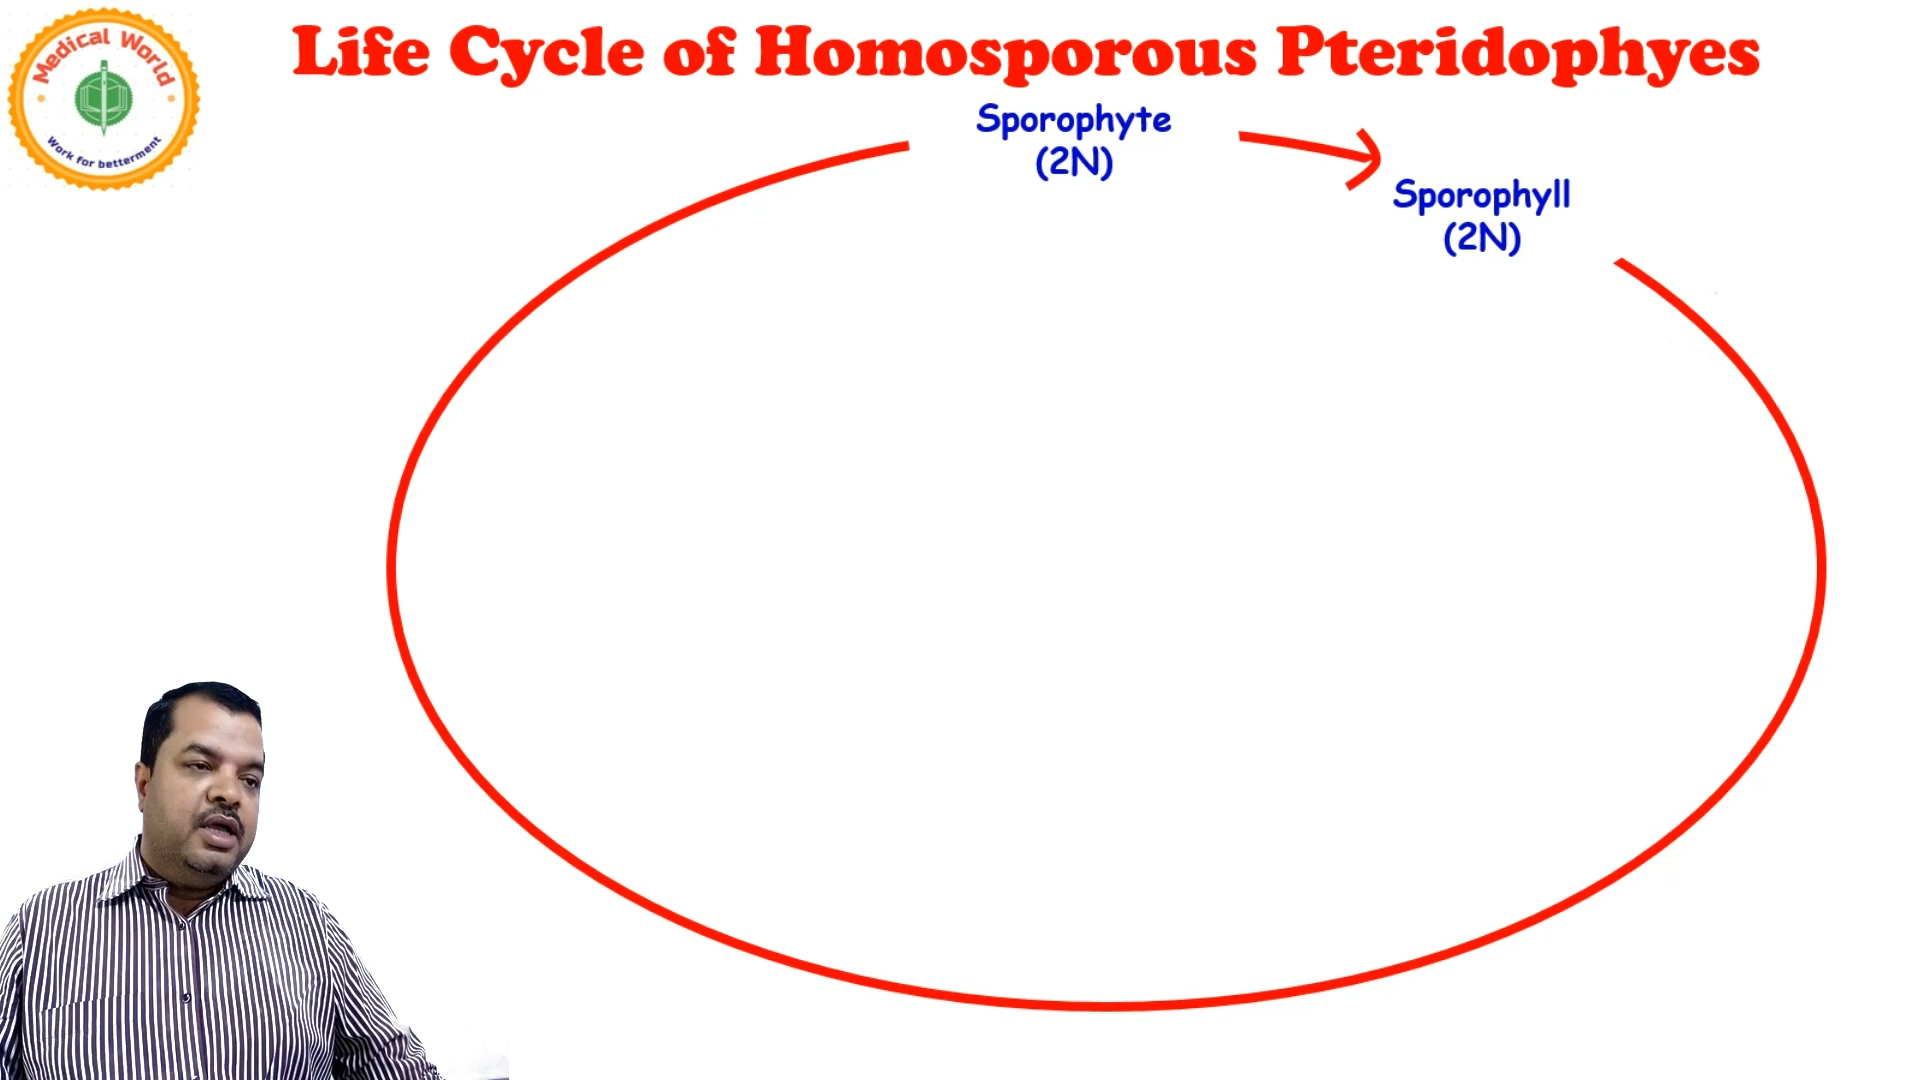 Medical World
Work for betterment
Life Cycle of Homosporous Pteridophyes
Sporophyte
(2N)
Sporophyll
(2N)